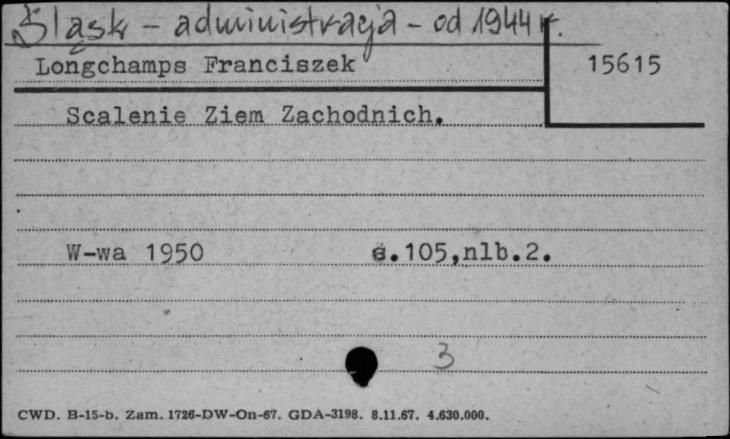 Śląsk - administracja - od 1944 r.
Longchamps Franciszek 15615
Scalenie Ziem Zachodnich.
W-wa 1950 s.105,nlb.2.
3
CWD. B-15-b. Zam. 1726-DW-On-67. GDA-3198. 8.11.67. 4.630.000.